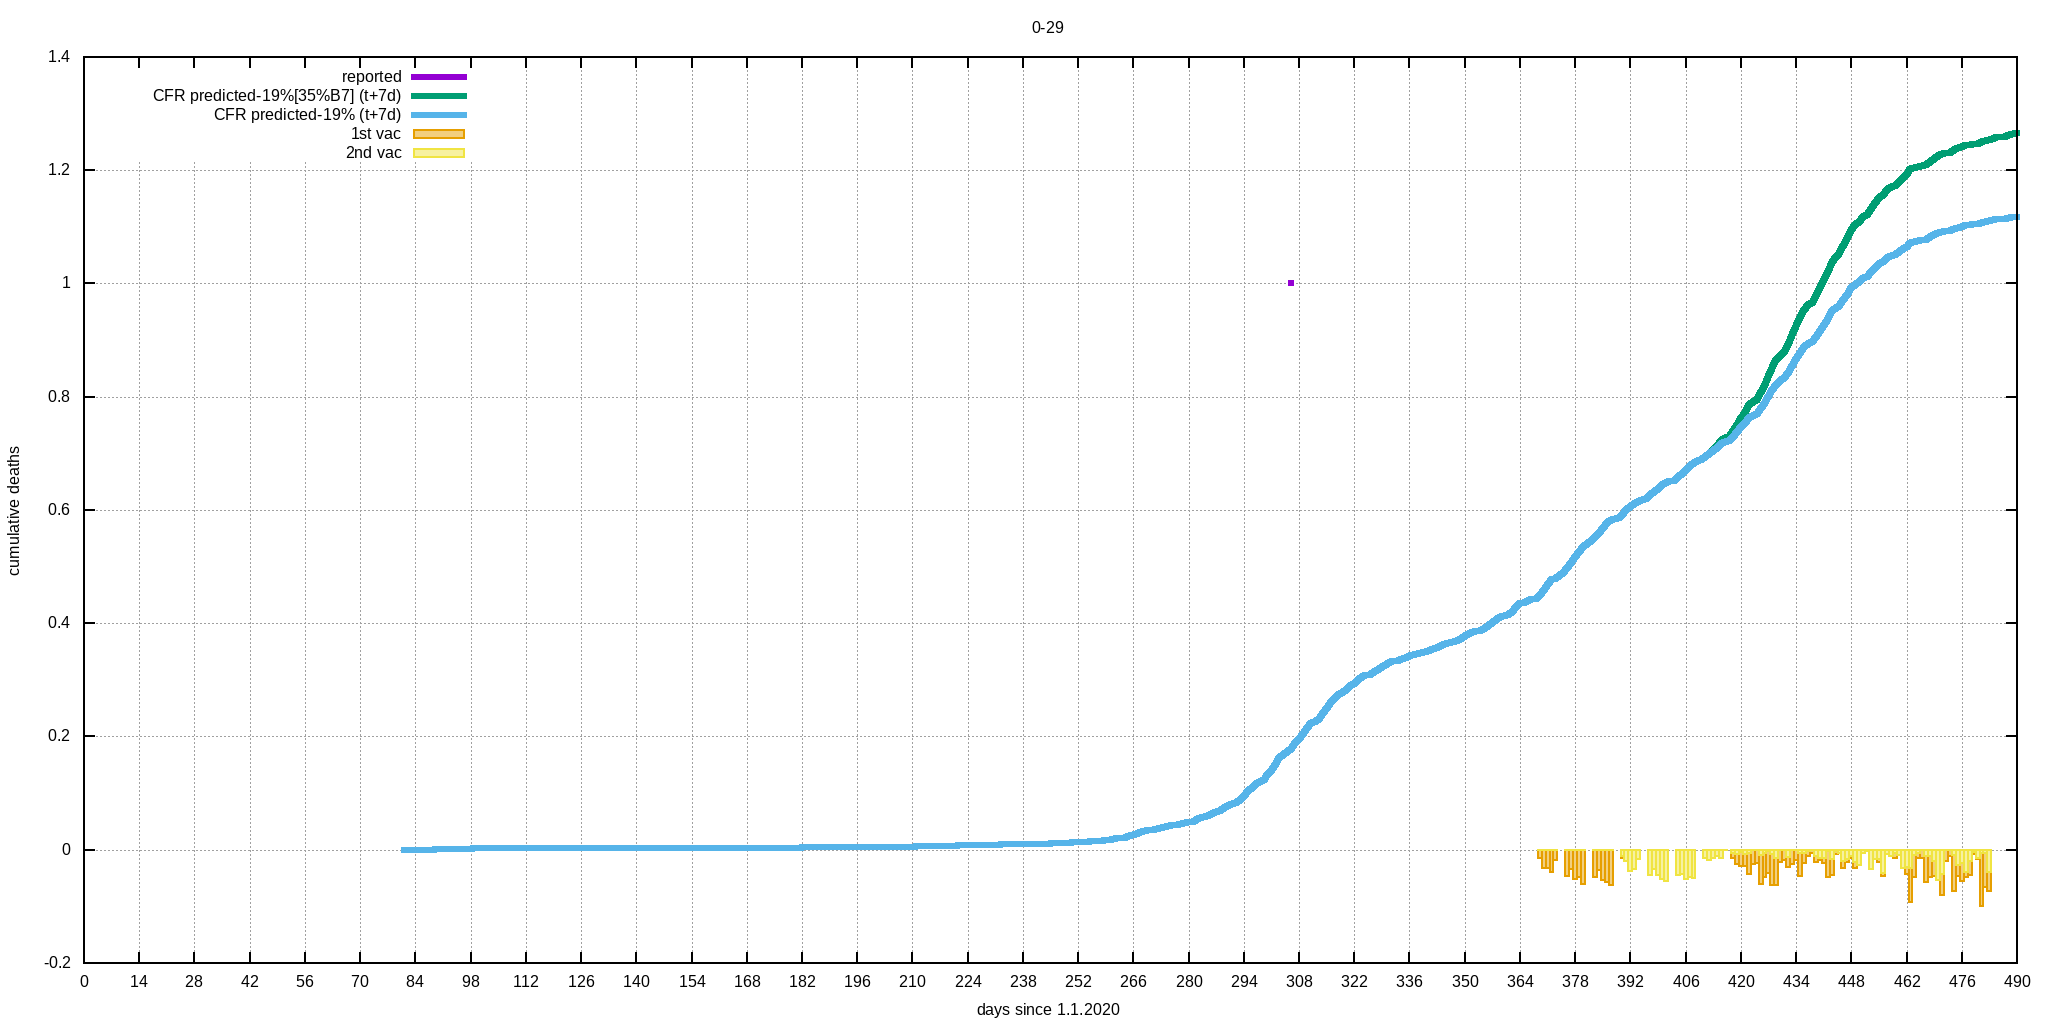 0-29
1.4
1.2
1
0.8
0.6
0.4
0.2
0
-0.2
cumulative deaths
reported
CFR predicted-19%[35%B7] (t+7d)
CFR predicted-19% (t+7d)
1st vac
2nd vac
0 14 28 42 56 70 84 98 112 126 140 154 168 182 196 210 224 238 252 266 280 294 308 322 336 350 364 378 392 406 420 434 448 462 476 490
days since 1.1.2020